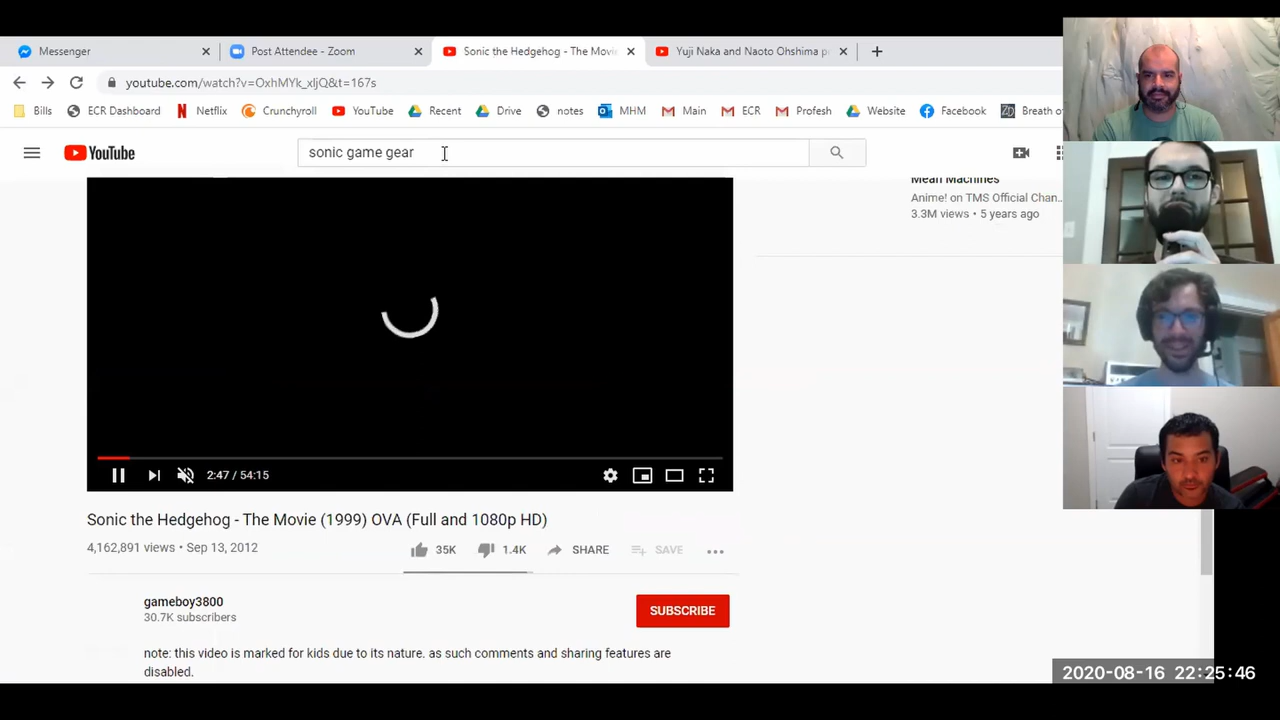 Messenger
Post Attendee - Zoom
Sonic the Hedgehog - The Movie
Yuji Naka and Naoto Ohshima p
youtube.com/watch?v=OxhMYk_xljQ&t=167s
Bills
ECR Dashboard
Netflix
Crunchyroll
YouTube
Recent
Drive
notes
MHM
Main
ECR
Profesh
Website
Facebook
Breath o
YouTube
sonic game gear
Mean Machines
Anime! on TMS Official Chan...
3.3M views • 5 years ago
2:47 / 54:15
Sonic the Hedgehog - The Movie (1999) OVA (Full and 1080p HD)
4,162,891 views • Sep 13, 2012
35K
1.4K
SHARE
SAVE
gameboy3800
30.7K subscribers
SUBSCRIBE
note: this video is marked for kids due to its nature. as such comments and sharing features are
disabled.
2020-08-16 22:25:46